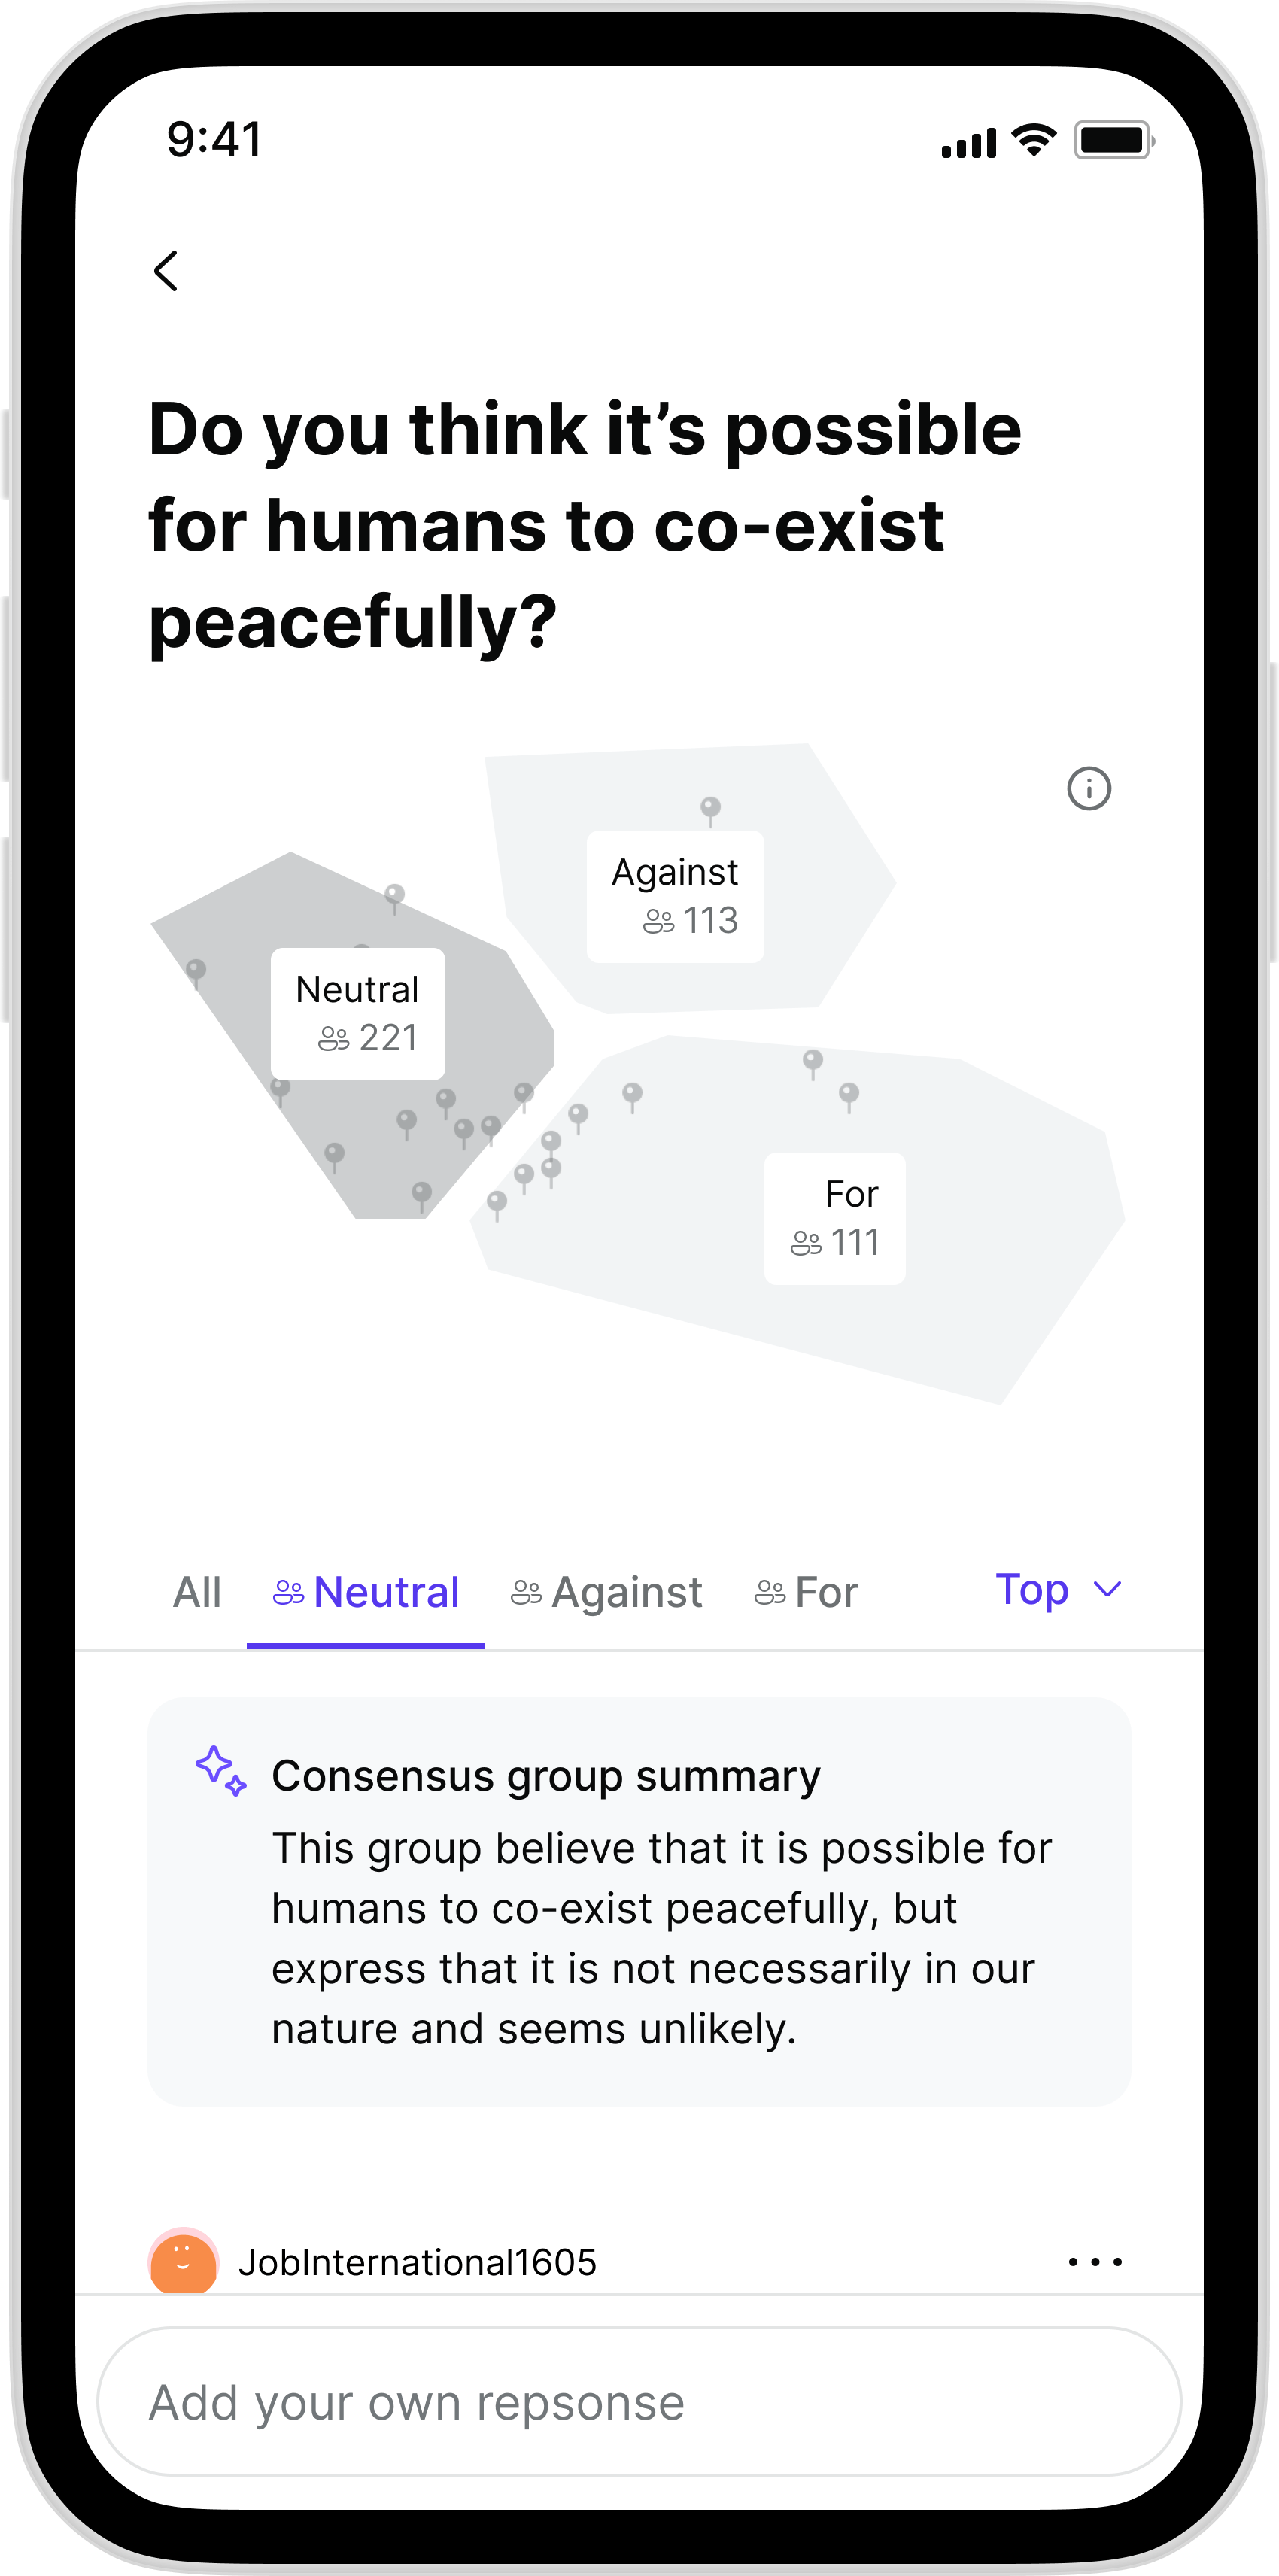 9:41
Do you think it’s possible
for humans to co-exist
peacefully?
Against
113
Neutral
221
For
111
All Neutral Against For Top
Consensus group summary
This group believe that it is possible for
humans to co-exist peacefully, but
express that it is not necessarily in our
nature and seems unlikely.
JobInternational1605
Add your own repsonse